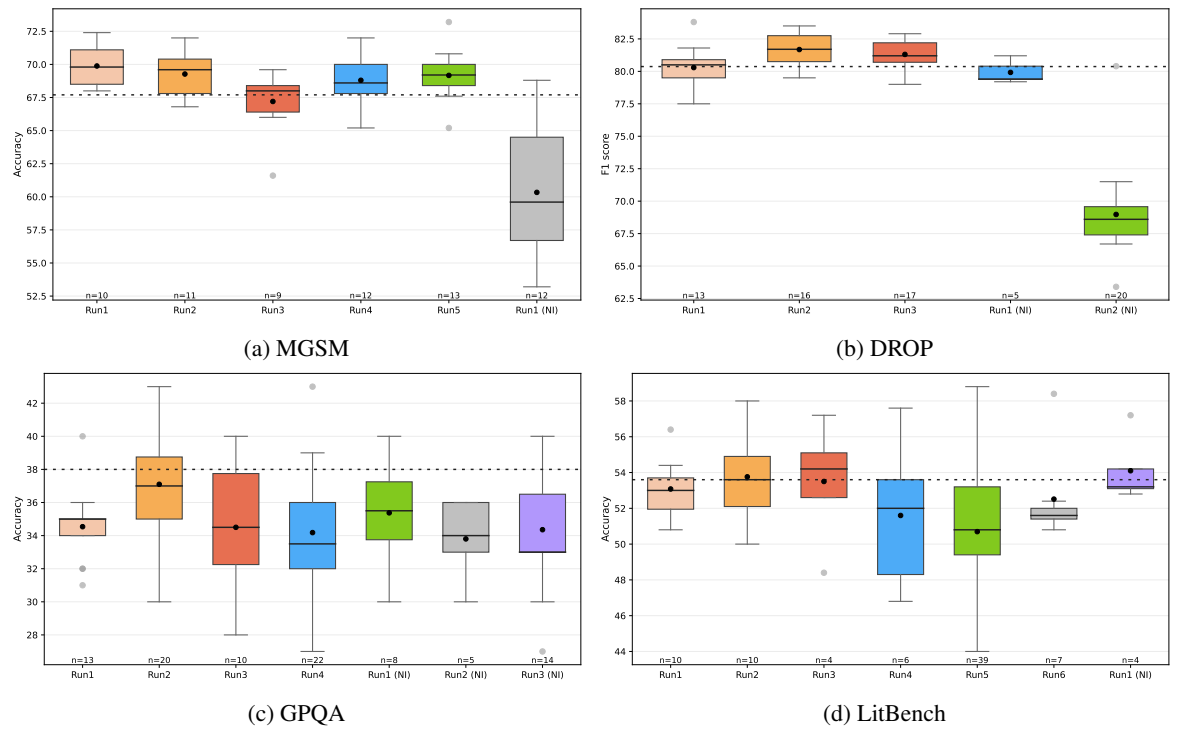 72.5
70.0
67.5
65.0
62.5
60.0
57.5
55.0
52.5
Accuracy
n=10
n=11
n=9
n=12
n=13
n=12
Run1
Run2
Run3
Run4
Run5
Run1 (NI)
(a) MGSM
82.5
80.0
77.5
75.0
72.5
70.0
67.5
65.0
62.5
F1 score
n=13
n=16
n=17
n=5
n=20
Run1
Run2
Run3
Run1 (NI)
Run2 (NI)
(b) DROP
42
40
38
36
34
32
30
28
Accuracy
n=13
n=20
n=10
n=22
n=8
n=5
n=14
Run1
Run2
Run3
Run4
Run1 (NI)
Run2 (NI)
Run3 (NI)
(c) GPQA
58
56
54
52
50
48
46
44
Accuracy
n=10
n=10
n=4
n=6
n=39
n=7
n=4
Run1
Run2
Run3
Run4
Run5
Run6
Run1 (NI)
(d) LitBench